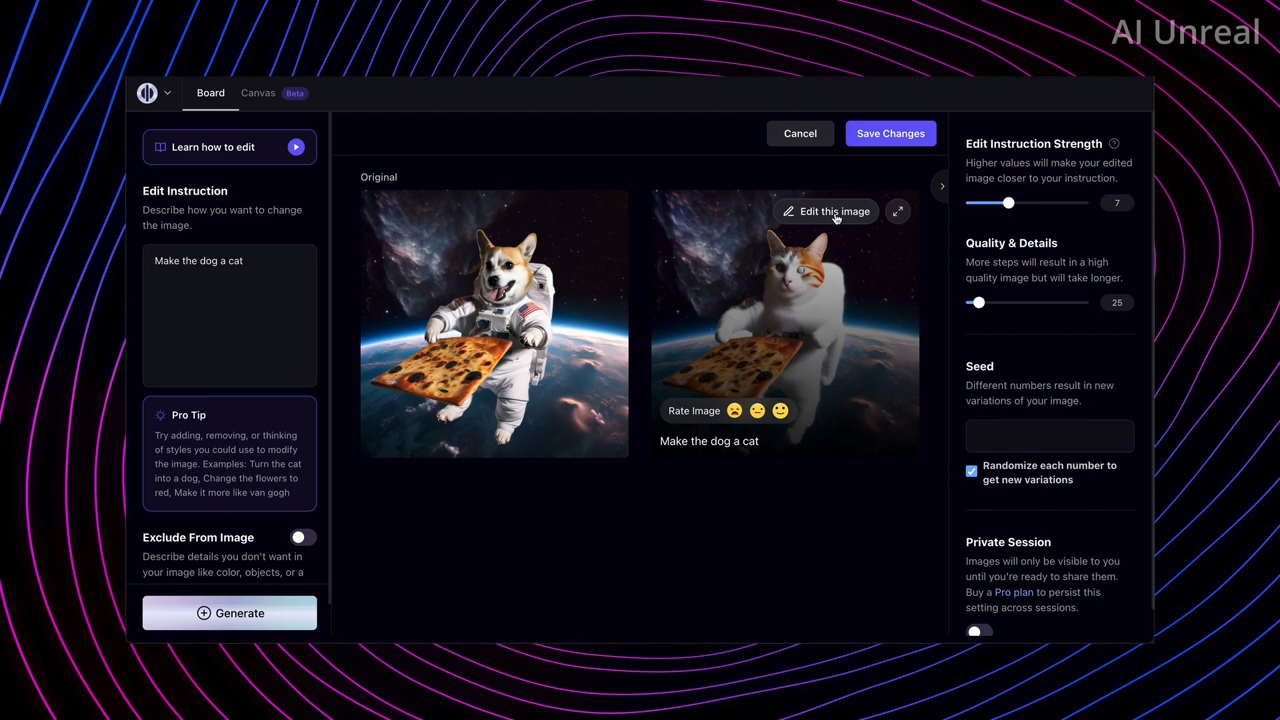 AI Unreal
Board
Canvas
Beta
Learn how to edit
Edit Instruction
Describe how you want to change
the image.
Make the dog a cat
Pro Tip
Try adding, removing, or thinking
of styles you could use to modify
the image. Examples: Turn the cat
into a dog, Change the flowers to
red, Make it more like van gogh
Exclude From Image
Describe details you don't want in
your image like color, objects, or a
Generate
Cancel
Save Changes
Original
Edit this image
Rate Image
Make the dog a cat
Edit Instruction Strength
Higher values will make your edited
image closer to your instruction.
7
Quality & Details
More steps will result in a high
quality image but will take longer.
25
Seed
Different numbers result in new
variations of your image.
Randomize each number to
get new variations
Private Session
Images will only be visible to you
until you're ready to share them.
Buy a Pro plan to persist this
setting across sessions.